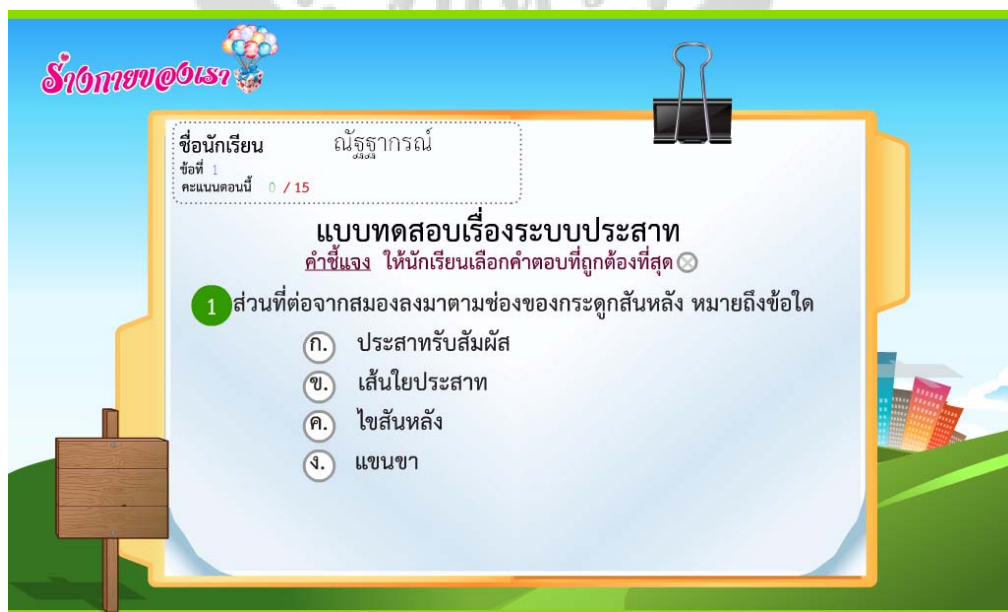 ร่างกายของเรา
ชื่อนักเรียน ณัฐฐากรณ์
ข้อที่ 1
คะแนนตอนนี้ 0 / 15
แบบทดสอบเรื่องระบบประสาท
คำชี้แจง ให้นักเรียนเลือกคำตอบที่ถูกต้องที่สุด
1 ส่วนที่ต่อจากสมองลงมาตามช่องของกระดูกสันหลัง หมายถึงข้อใด
ก. ประสาทรับสัมผัส
ข. เส้นใยประสาท
ค. ไขสันหลัง
ง. แขนขา